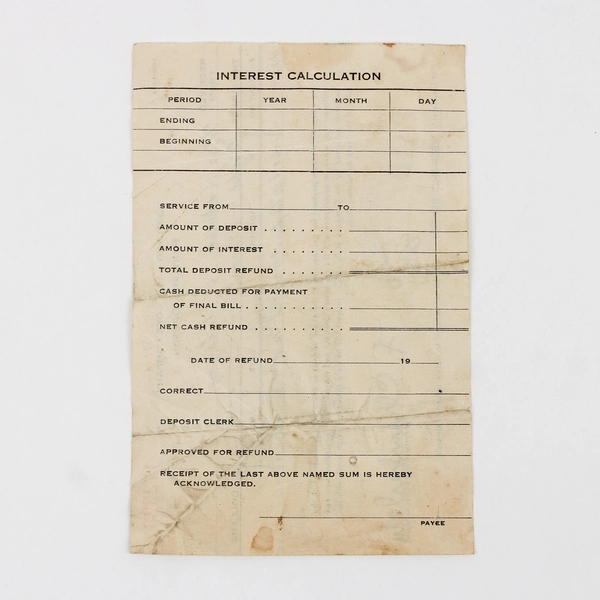 INTEREST CALCULATION
PERIOD YEAR MONTH DAY
ENDING
BEGINNING
SERVICE FROM TO
AMOUNT OF DEPOSIT . . . . . . . . .
AMOUNT OF INTEREST . . . . . . . .
TOTAL DEPOSIT REFUND . . . . . . .
CASH DEDUCTED FOR PAYMENT
OF FINAL BILL . . . . . . . . . . .
NET CASH REFUND . . . . . . . . . .
DATE OF REFUND 19
CORRECT
DEPOSIT CLERK
APPROVED FOR REFUND
RECEIPT OF THE LAST ABOVE NAMED SUM IS HEREBY
ACKNOWLEDGED.
PAYEE